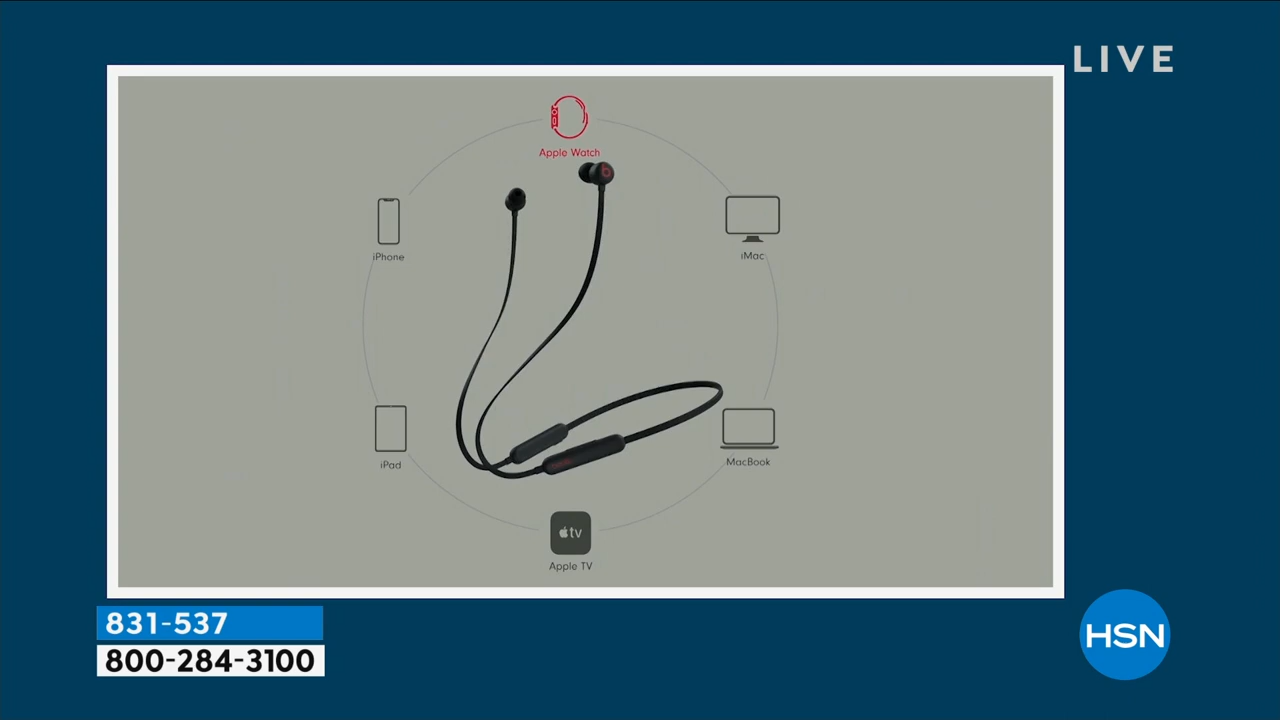 LIVE
Apple Watch
iPhone
iMac
iPad
MacBook
tv
Apple TV
831-537
800-284-3100
HSN